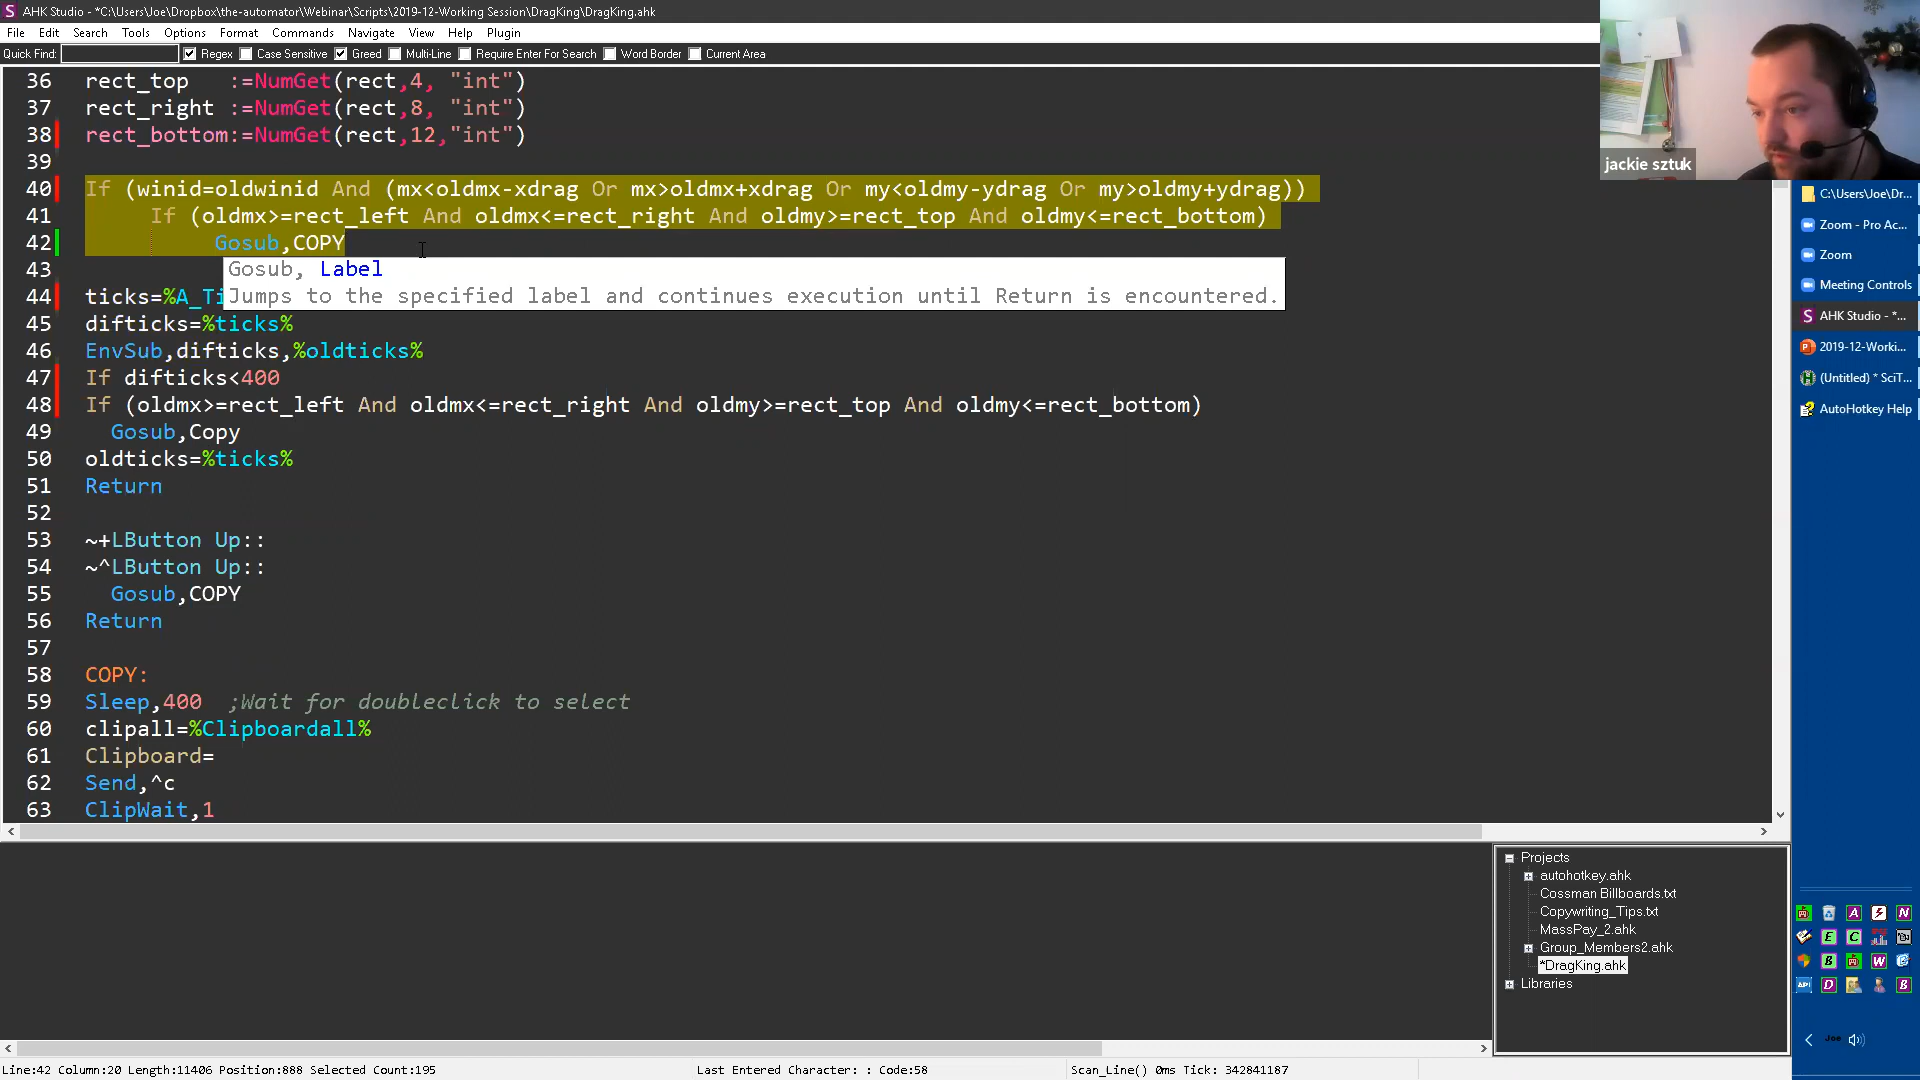 AHK Studio - *C:\Users\Joe\Dropbox\the-automator\Webinar\Scripts\2019-12-Working Session\DragKing\DragKing.ahk
File Edit Search Tools Options Format Commands Navigate View Help Plugin
Quick Find: Regex Case Sensitive Greed Multi-Line Require Enter For Search Word Border Current Area
36 rect_top :=NumGet(rect,4, "int")
37 rect_right :=NumGet(rect,8, "int")
38 rect_bottom:=NumGet(rect,12,"int")
39
40 If (winid=oldwinid And (mx<oldmx-xdrag Or mx>oldmx+xdrag Or my<oldmy-ydrag Or my>oldmy+ydrag))
41 If (oldmx>=rect_left And oldmx<=rect_right And oldmy>=rect_top And oldmy<=rect_bottom)
42 Gosub,COPY
43 Gosub, Label
44 ticks=%A_Ti Jumps to the specified label and continues execution until Return is encountered.
45 difticks=%ticks%
46 EnvSub,difticks,%oldticks%
47 If difticks<400
48 If (oldmx>=rect_left And oldmx<=rect_right And oldmy>=rect_top And oldmy<=rect_bottom)
49 Gosub,Copy
50 oldticks=%ticks%
51 Return
52
53 ~+LButton Up::
54 ~^LButton Up::
55 Gosub,COPY
56 Return
57
58 COPY:
59 Sleep,400 ;Wait for doubleclick to select
60 clipall=%Clipboardall%
61 Clipboard=
62 Send,^c
63 ClipWait,1
jackie sztuk
C:\Users\Joe\Dr...
Zoom - Pro Ac...
Zoom
Meeting Controls
AHK Studio - *...
2019-12-Worki...
(Untitled) * SciT...
AutoHotkey Help
Projects
autohotkey.ahk
Cossman Billboards.txt
Copywriting_Tips.txt
MassPay_2.ahk
Group_Members2.ahk
*DragKing.ahk
Libraries
Joe
Line:42 Column:20 Length:11406 Position:888 Selected Count:195 Last Entered Character: : Code:58 Scan_Line() 0ms Tick: 342841187